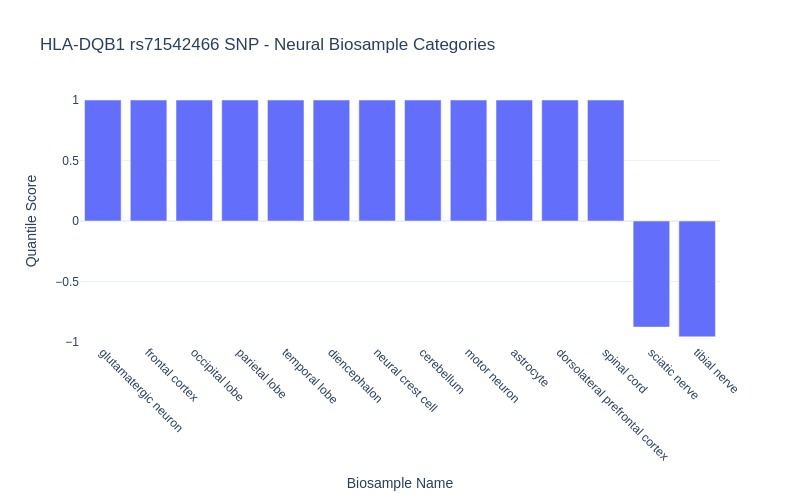 HLA-DQB1 rs71542466 SNP - Neural Biosample Categories
Quantile Score
1
0.5
0
−0.5
−1
glutamatergic neuron
frontal cortex
occipital lobe
parietal lobe
temporal lobe
diencephalon
neural crest cell
cerebellum
motor neuron
astrocyte
dorsolateral prefrontal cortex
spinal cord
sciatic nerve
tibial nerve
Biosample Name